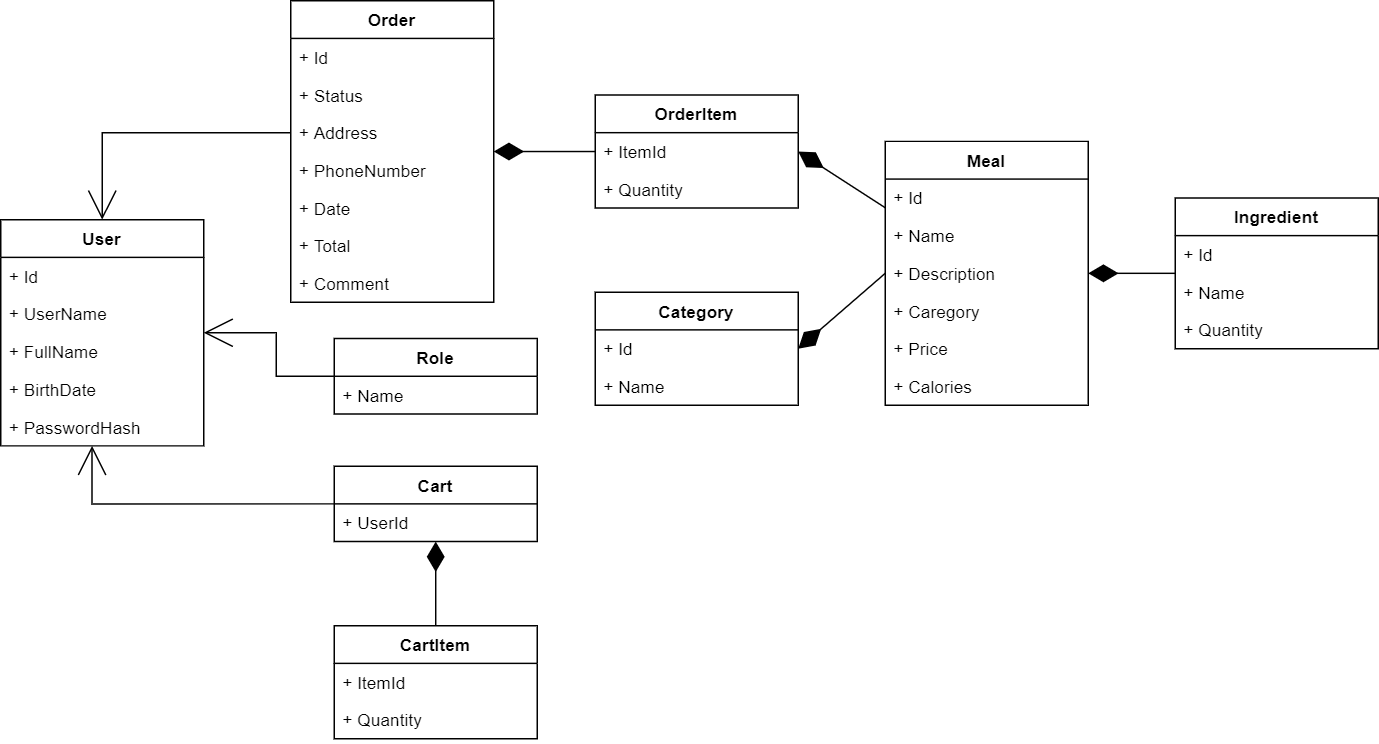 Order
+ Id
+ Status
+ Address
+ PhoneNumber
+ Date
+ Total
+ Comment
OrderItem
+ ItemId
+ Quantity
Meal
+ Id
+ Name
+ Description
+ Caregory
+ Price
+ Calories
Ingredient
+ Id
+ Name
+ Quantity
User
+ Id
+ UserName
+ FullName
+ BirthDate
+ PasswordHash
Category
+ Id
+ Name
Role
+ Name
Cart
+ UserId
CartItem
+ ItemId
+ Quantity